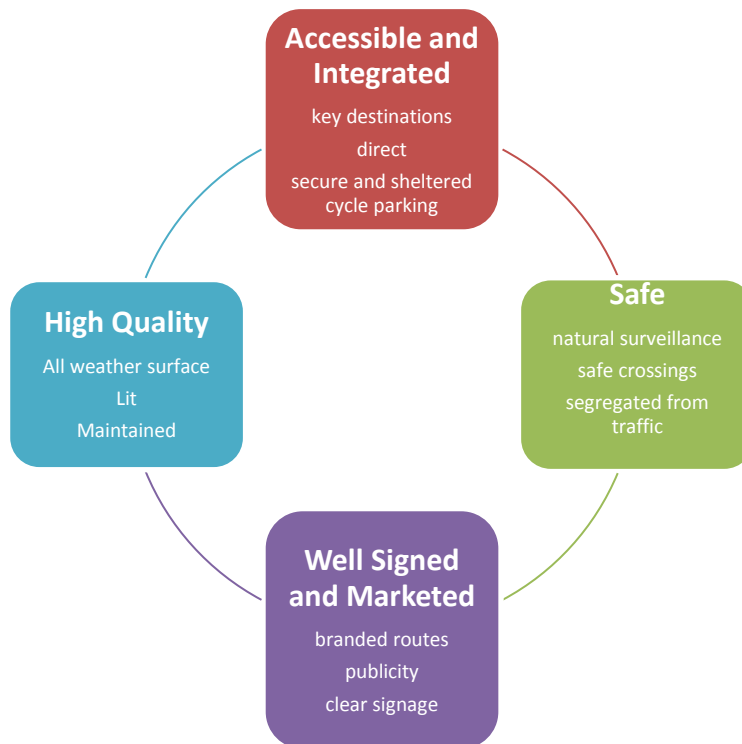 Accessible and
Integrated
key destinations
direct
secure and sheltered
cycle parking
Safe
natural surveillance
safe crossings
segregated from
traffic
Well Signed
and Marketed
branded routes
publicity
clear signage
High Quality
All weather surface
Lit
Maintained